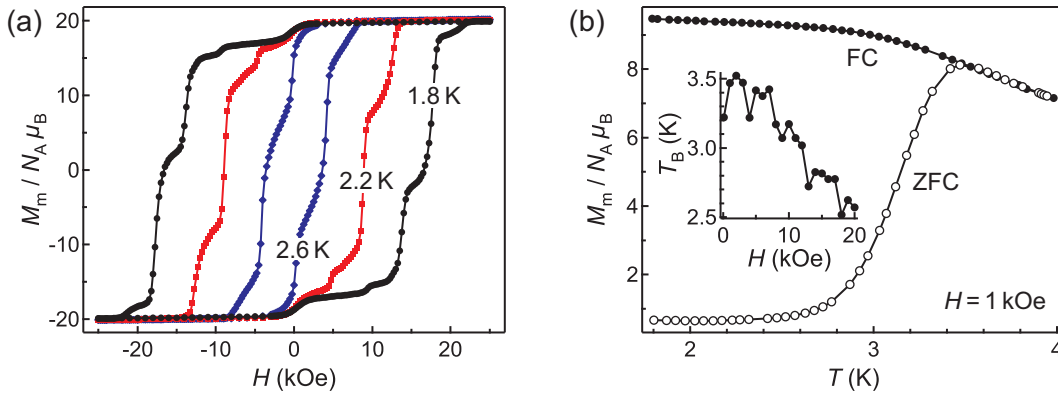 (a)
20
10
0
-10
-20
M_m / N_A μ_B
1.8 K
2.2 K
2.6 K
-20 -10 0 10 20
H (kOe)
(b)
8
6
4
2
M_m / N_A μ_B
FC
ZFC
3.5
3.0
2.5
T_B (K)
0 10 20
H (kOe)
H = 1 kOe
2 3 4
T (K)